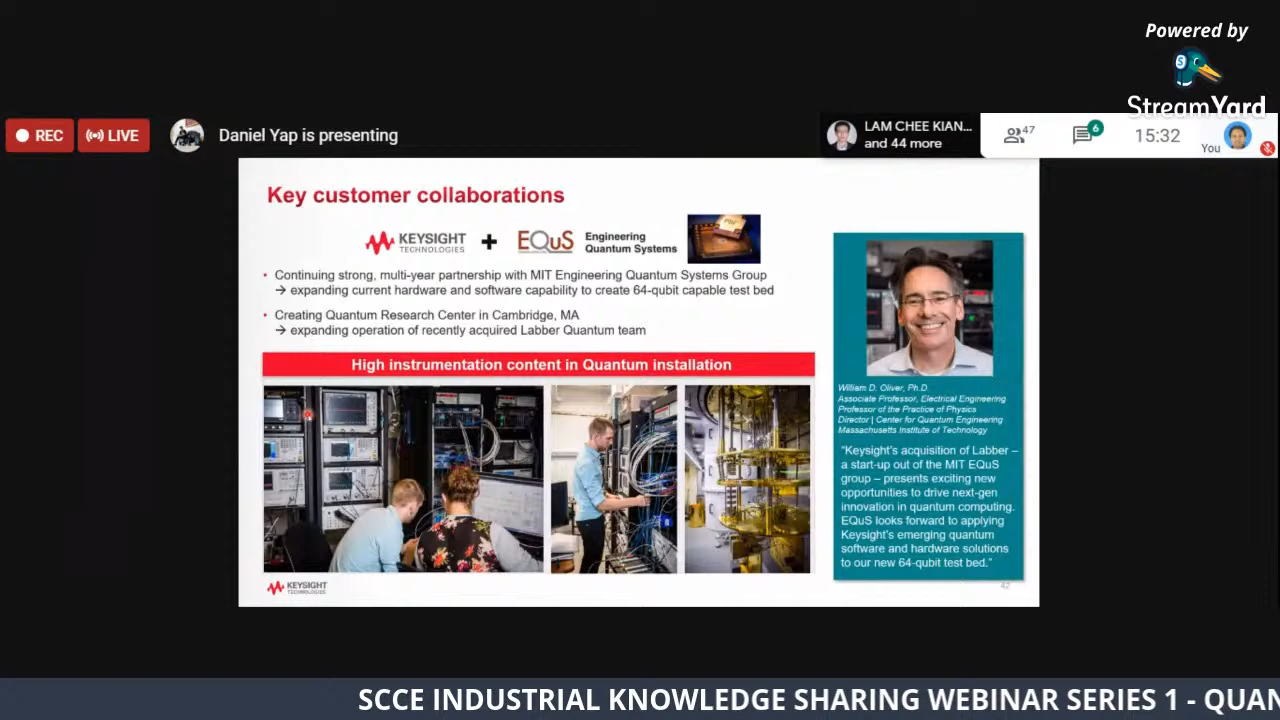 Powered by
StreamYard
REC
LIVE
Daniel Yap is presenting
LAM CHEE KIAN...
and 44 more
47
6
15:32
You
Key customer collaborations
KEYSIGHT
TECHNOLOGIES
+
EQuS
Engineering
Quantum Systems
• Continuing strong, multi-year partnership with MIT Engineering Quantum Systems Group
→ expanding current hardware and software capability to create 64-qubit capable test bed
• Creating Quantum Research Center in Cambridge, MA
→ expanding operation of recently acquired Labber Quantum team
High instrumentation content in Quantum installation
William D. Oliver, Ph.D.
Associate Professor, Electrical Engineering
Professor of the Practice of Physics
Director | Center for Quantum Engineering
Massachusetts Institute of Technology
"Keysight's acquisition of Labber –
a start-up out of the MIT EQuS
group – presents exciting new
opportunities to drive next-gen
innovation in quantum computing.
EQuS looks forward to applying
Keysight's emerging quantum
software and hardware solutions
to our new 64-qubit test bed."
KEYSIGHT
TECHNOLOGIES
42
SCCE INDUSTRIAL KNOWLEDGE SHARING WEBINAR SERIES 1 - QUAN